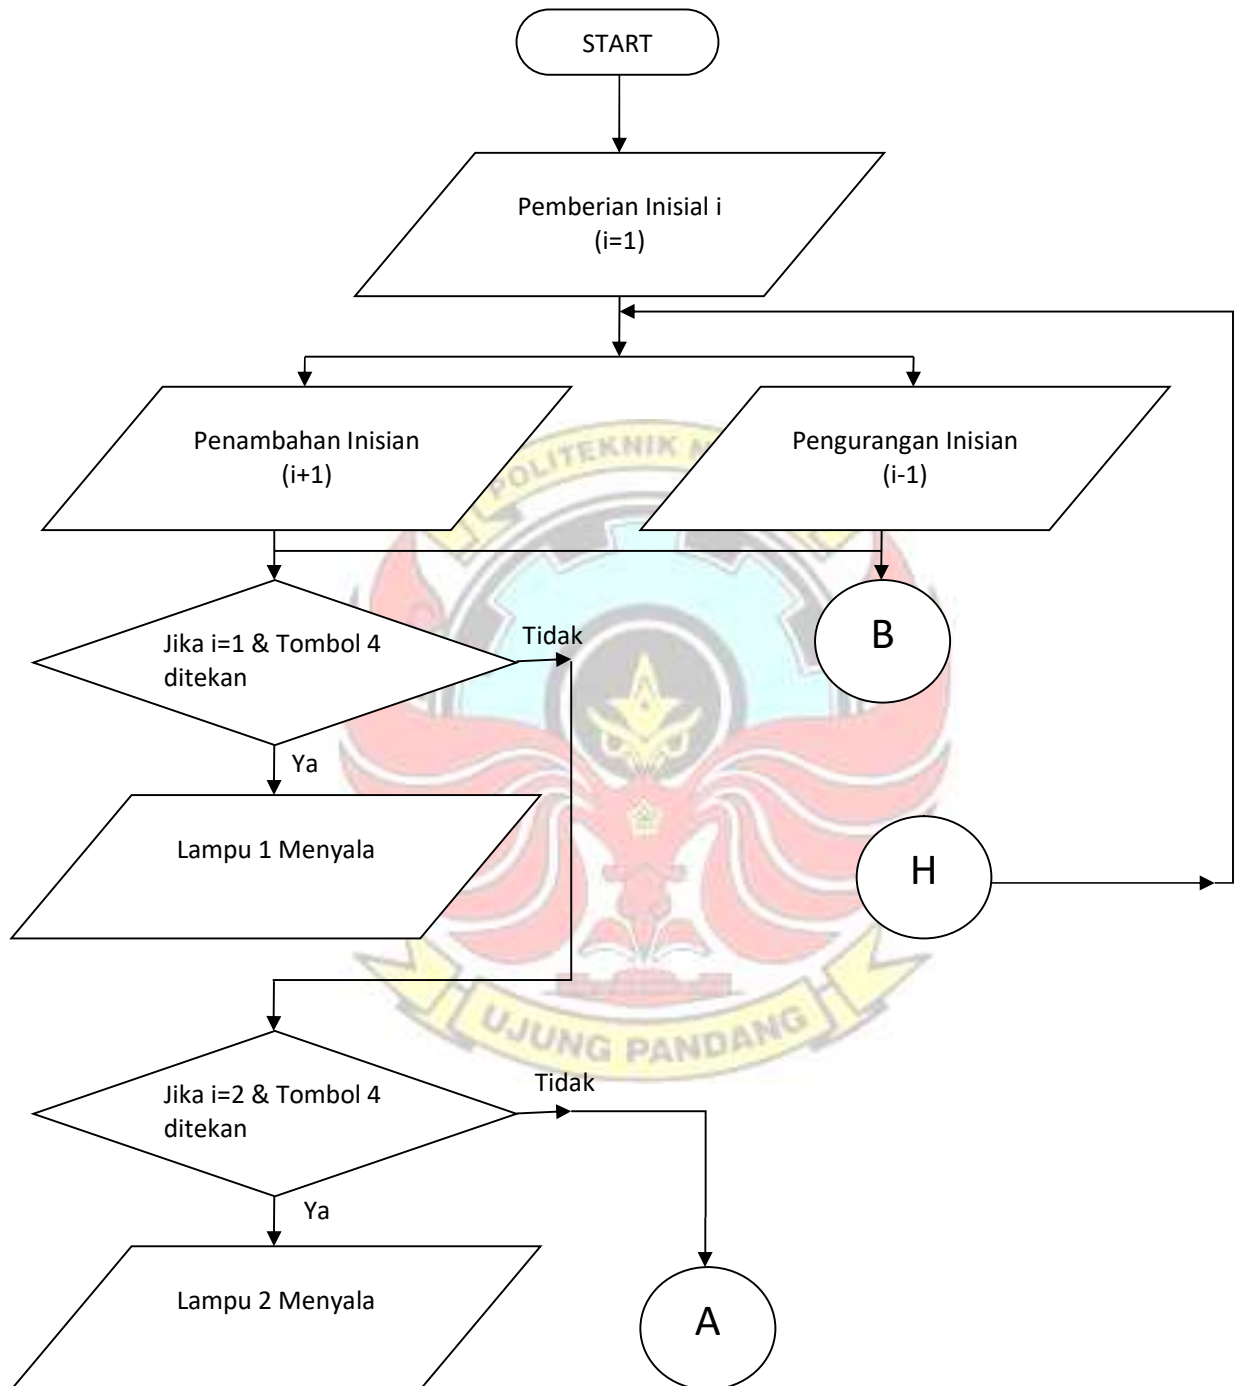 START
Pemberian Inisial i
(i=1)
Penambahan Inisian
(i+1)
Pengurangan Inisian
(i-1)
POLITEKNIK
Jika i=1 & Tombol 4
ditekan
Tidak
B
Ya
Lampu 1 Menyala
H
UJUNG PANDANG
Jika i=2 & Tombol 4
ditekan
Tidak
Ya
Lampu 2 Menyala
A